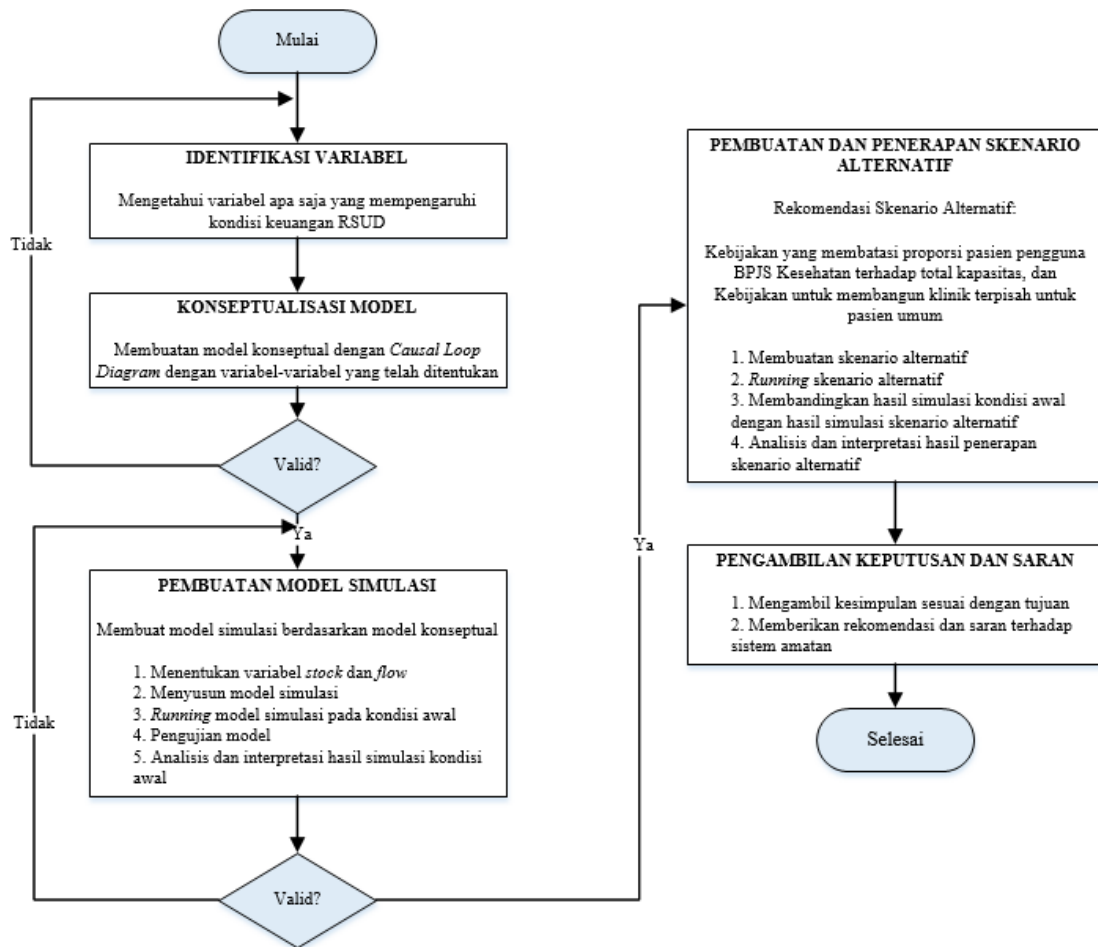 Mulai
IDENTIFIKASI VARIABEL
Mengetahui variabel apa saja yang mempengaruhi
kondisi keuangan RSUD
Tidak
KONSEPTUALISASI MODEL
Membuatan model konseptual dengan Causal Loop
Diagram dengan variabel-variabel yang telah ditentukan
Valid?
Ya
PEMBUATAN MODEL SIMULASI
Membuat model simulasi berdasarkan model konseptual
1. Menentukan variabel stock dan flow
2. Menyusun model simulasi
3. Running model simulasi pada kondisi awal
4. Pengujian model
5. Analisis dan interpretasi hasil simulasi kondisi
awal
Tidak
Valid?
Ya
PEMBUATAN DAN PENERAPAN SKENARIO
ALTERNATIF
Rekomendasi Skenario Alternatif:
Kebijakan yang membatasi proporsi pasien pengguna
BPJS Kesehatan terhadap total kapasitas, dan
Kebijakan untuk membangun klinik terpisah untuk
pasien umum
1. Membuatan skenario alternatif
2. Running skenario alternatif
3. Membandingkan hasil simulasi kondisi awal
dengan hasil simulasi skenario alternatif
4. Analisis dan interpretasi hasil penerapan
skenario alternatif
PENGAMBILAN KEPUTUSAN DAN SARAN
1. Mengambil kesimpulan sesuai dengan tujuan
2. Memberikan rekomendasi dan saran terhadap
sistem amatan
Selesai